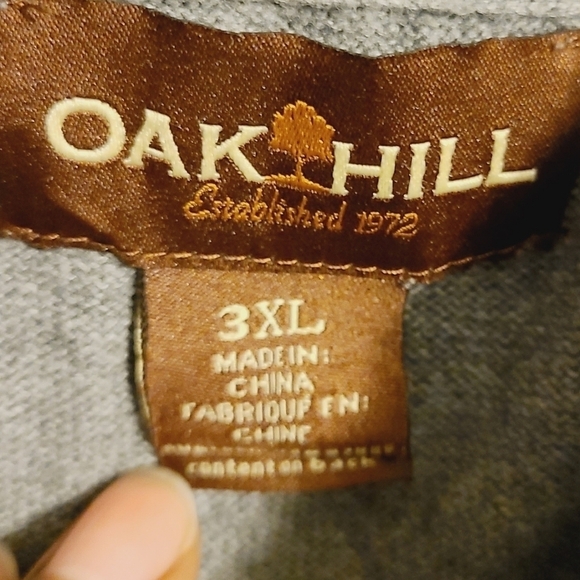 OAK HILL
Established 1972
3XL
MADE IN:
CHINA
FABRIQUE EN:
CHINE
content on back